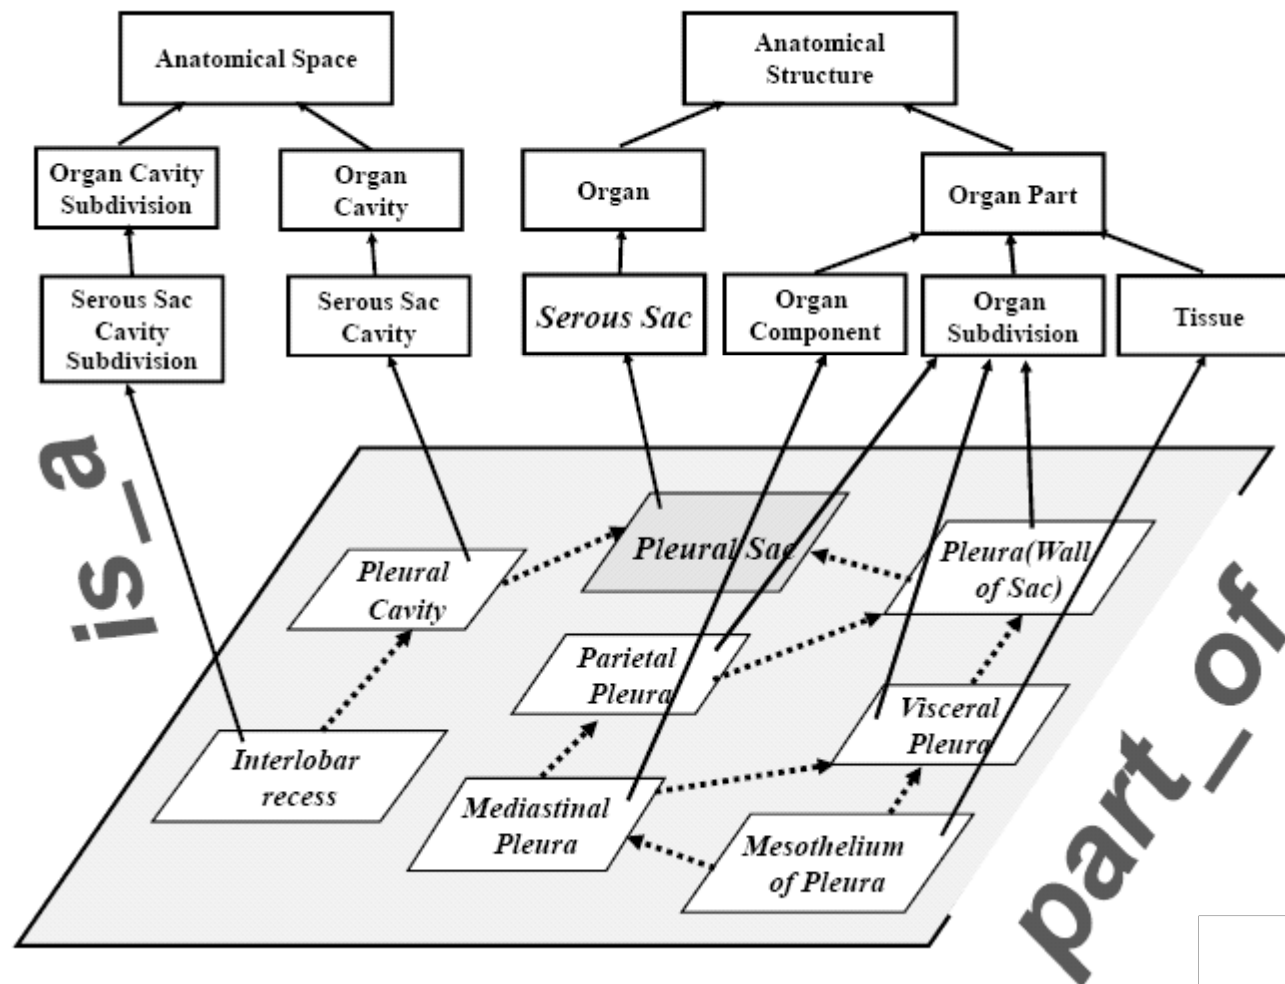 Anatomical Space
Anatomical
Structure
Organ Cavity
Subdivision
Organ
Cavity
Organ
Organ Part
Serous Sac
Cavity
Subdivision
Serous Sac
Cavity
Serous Sac
Organ
Component
Organ
Subdivision
Tissue
is_a
Pleural Sac
Pleura(Wall
of Sac)
Pleural
Cavity
Parietal
Pleura
Visceral
Pleura
Interlobar
recess
Mediastinal
Pleura
Mesothelium
of Pleura
part_of